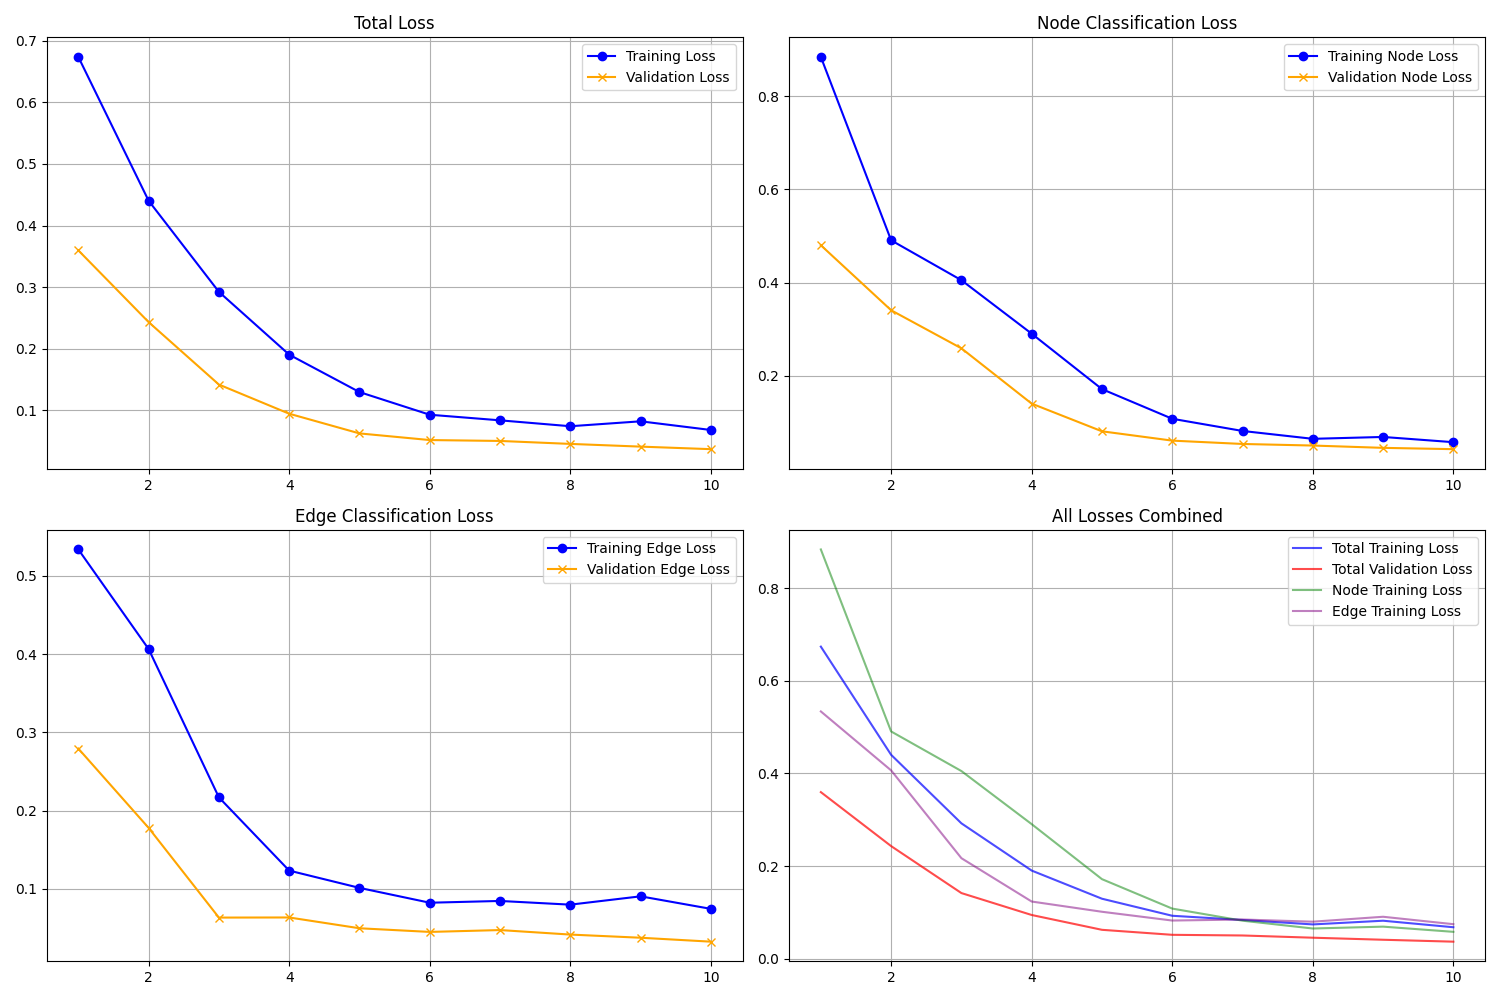 Total Loss
0.7
0.6
0.5
0.4
0.3
0.2
0.1
2 4 6 8 10
Training Loss
Validation Loss
Node Classification Loss
0.8
0.6
0.4
0.2
2 4 6 8 10
Training Node Loss
Validation Node Loss
Edge Classification Loss
0.5
0.4
0.3
0.2
0.1
2 4 6 8 10
Training Edge Loss
Validation Edge Loss
All Losses Combined
0.8
0.6
0.4
0.2
0.0
2 4 6 8 10
Total Training Loss
Total Validation Loss
Node Training Loss
Edge Training Loss